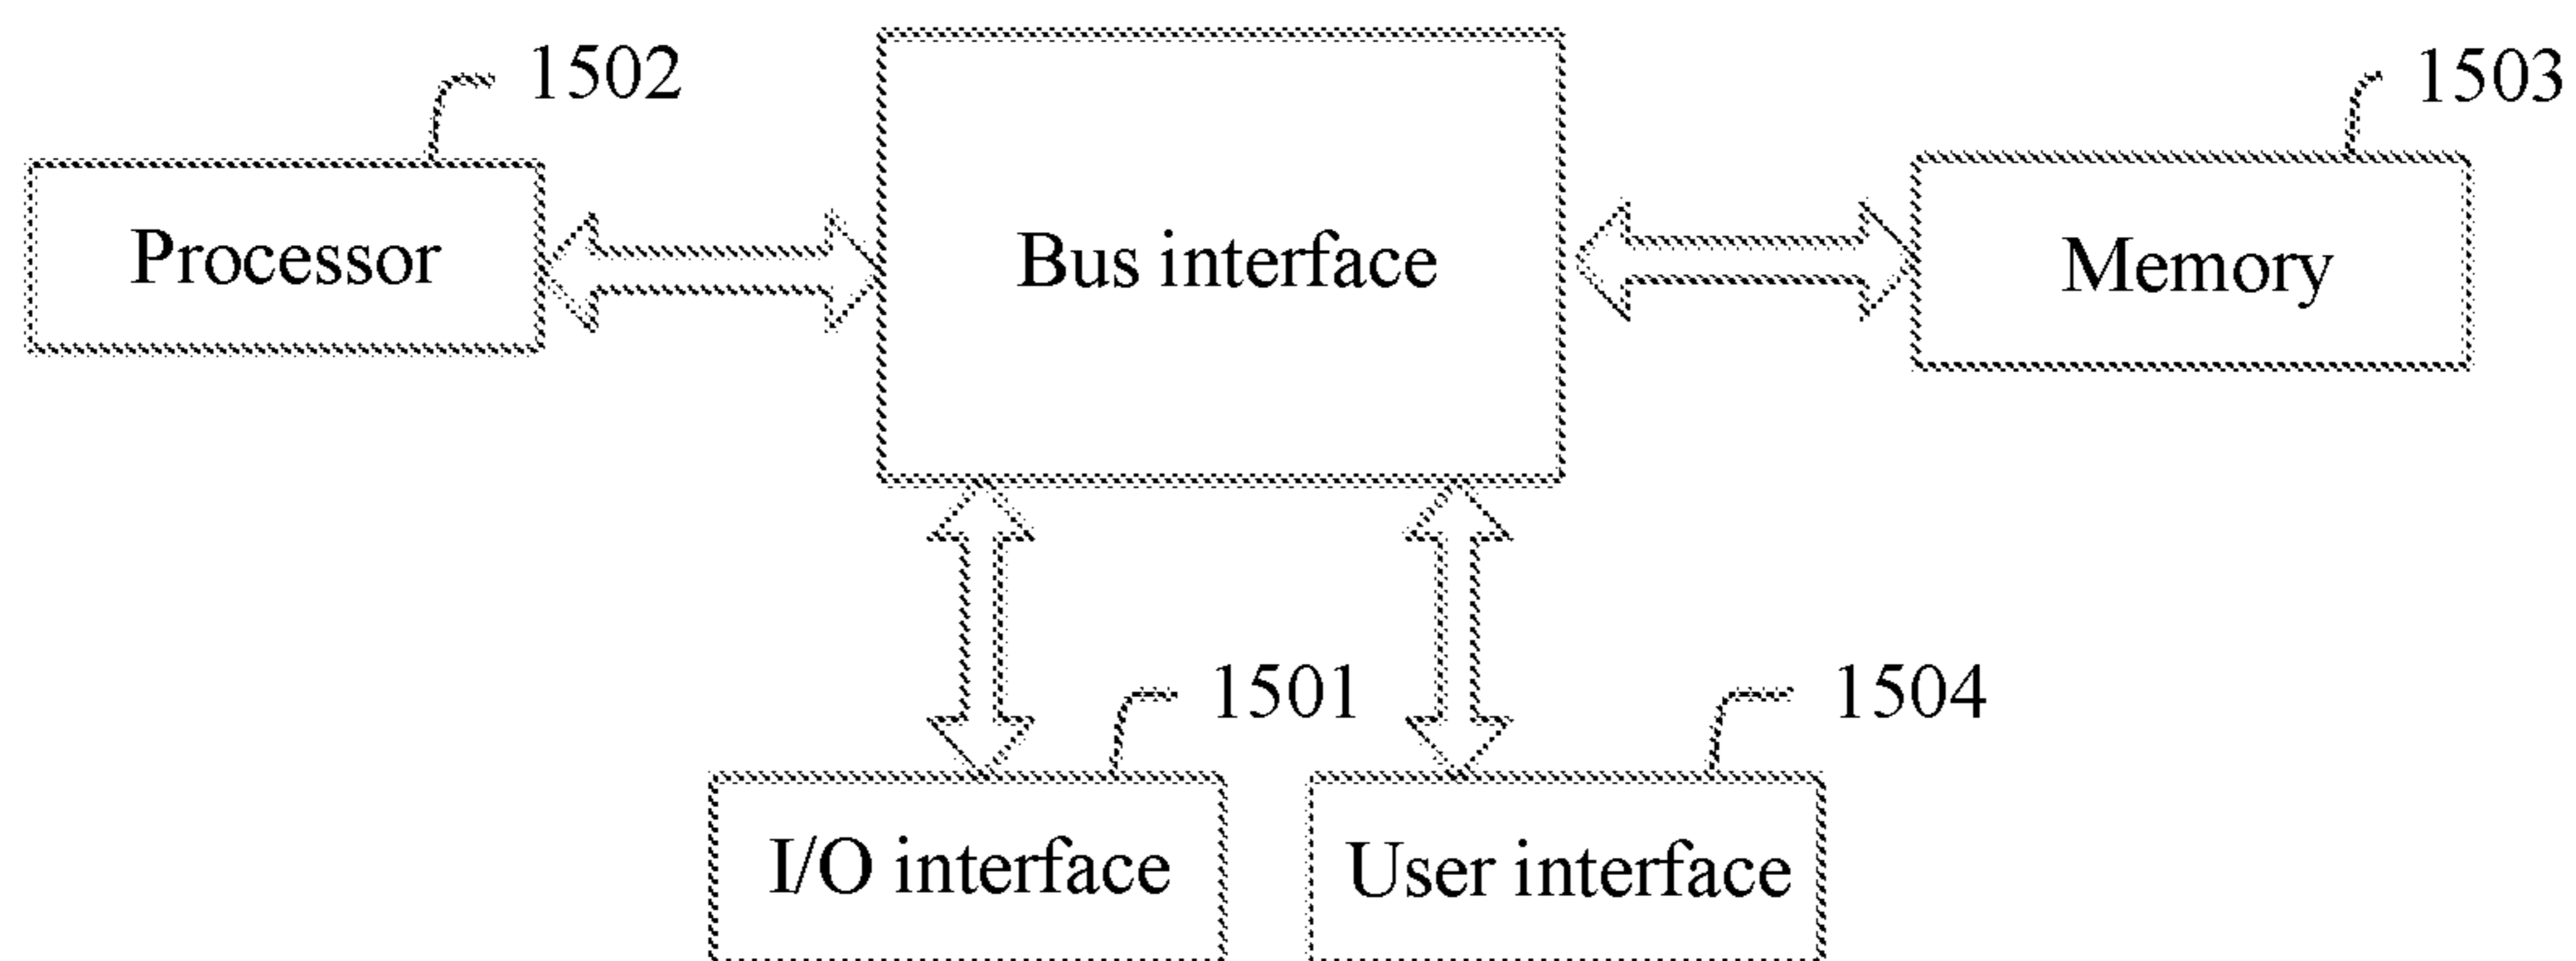 1502
1503
Processor
Bus interface
Memory
1501
1504
I/O interface
User interface